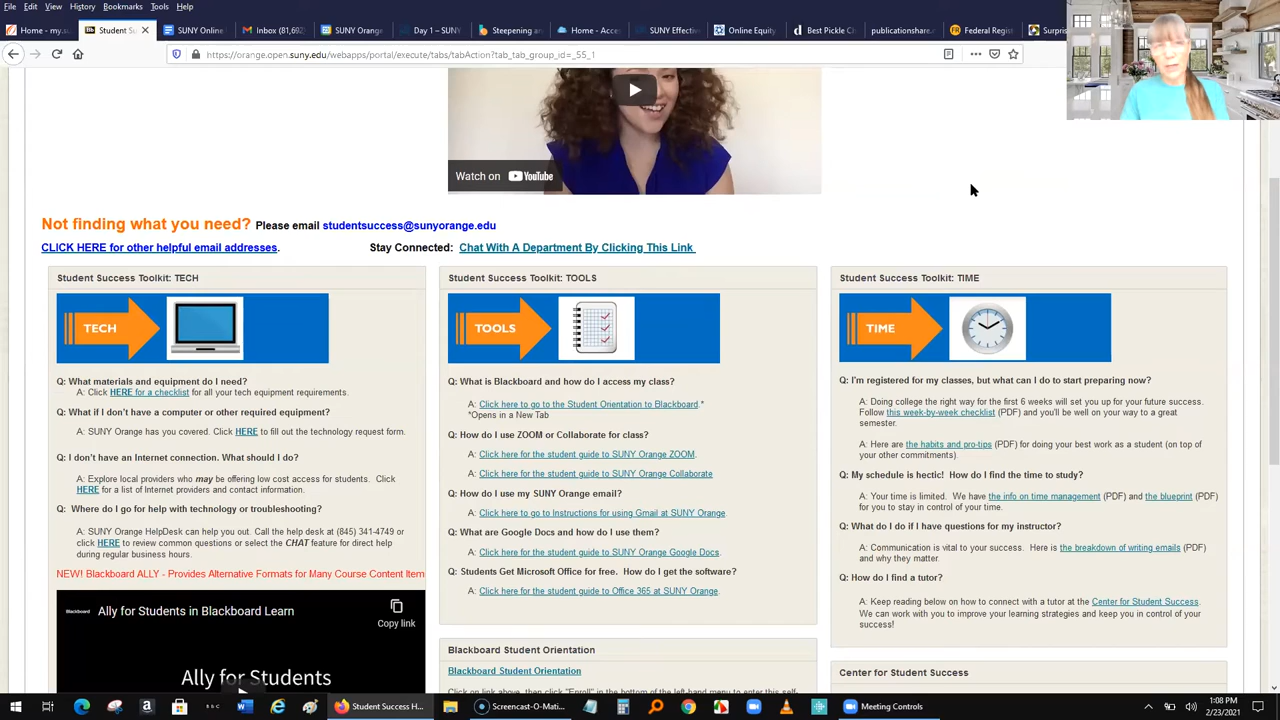 File Edit View History Bookmarks Tools Help
Home - my.su
Student Su
SUNY Online
Inbox (81,692)
SUNY Orange
Day 1 – SUNY
Steepening an
Home - Acces
SUNY Effectiv
Online Equity
Best Pickle Ch
publicationshare.
Federal Regist
Surpris
https://orange.open.suny.edu/webapps/portal/execute/tabs/tabAction?tab_tab_group_id=_55_1
Watch on YouTube
Not finding what you need? Please email studentsuccess@sunyorange.edu
CLICK HERE for other helpful email addresses. Stay Connected: Chat With A Department By Clicking This Link
Student Success Toolkit: TECH
TECH
Q: What materials and equipment do I need?
A: Click HERE for a checklist for all your tech equipment requirements.
Q: What if I don't have a computer or other required equipment?
A: SUNY Orange has you covered. Click HERE to fill out the technology request form.
Q: I don't have an Internet connection. What should I do?
A: Explore local providers who may be offering low cost access for students. Click
HERE for a list of Internet providers and contact information.
Q: Where do I go for help with technology or troubleshooting?
A: SUNY Orange HelpDesk can help you out. Call the help desk at (845) 341-4749 or
click HERE to review common questions or select the CHAT feature for direct help
during regular business hours.
NEW! Blackboard ALLY - Provides Alternative Formats for Many Course Content Item
Blackboard Ally for Students in Blackboard Learn
Copy link
Ally for Students
Student Success Toolkit: TOOLS
TOOLS
Q: What is Blackboard and how do I access my class?
A: Click here to go to the Student Orientation to Blackboard.*
*Opens in a New Tab
Q: How do I use ZOOM or Collaborate for class?
A: Click here for the student guide to SUNY Orange ZOOM.
A: Click here for the student guide to SUNY Orange Collaborate
Q: How do I use my SUNY Orange email?
A: Click here to go to Instructions for using Gmail at SUNY Orange.
Q: What are Google Docs and how do I use them?
A: Click here for the student guide to SUNY Orange Google Docs.
Q: Students Get Microsoft Office for free. How do I get the software?
A: Click here for the student guide to Office 365 at SUNY Orange.
Blackboard Student Orientation
Blackboard Student Orientation
Click on link above, then click "Enroll" in the bottom of the left-hand menu to enter this self-
Student Success Toolkit: TIME
TIME
Q: I'm registered for my classes, but what can I do to start preparing now?
A: Doing college the right way for the first 6 weeks will set you up for your future success.
Follow this week-by-week checklist (PDF) and you'll be well on your way to a great
semester.
A: Here are the habits and pro-tips (PDF) for doing your best work as a student (on top of
your other commitments).
Q: My schedule is hectic! How do I find the time to study?
A: Your time is limited. We have the info on time management (PDF) and the blueprint (PDF)
for you to stay in control of your time.
Q: What do I do if I have questions for my instructor?
A: Communication is vital to your success. Here is the breakdown of writing emails (PDF)
and why they matter.
Q: How do I find a tutor?
A: Keep reading below on how to connect with a tutor at the Center for Student Success.
We can work with you to improve your learning strategies and keep you in control of your
success!
Center for Student Success
Student Success H...
Screencast-O-Mati...
Meeting Controls
1:08 PM
2/23/2021